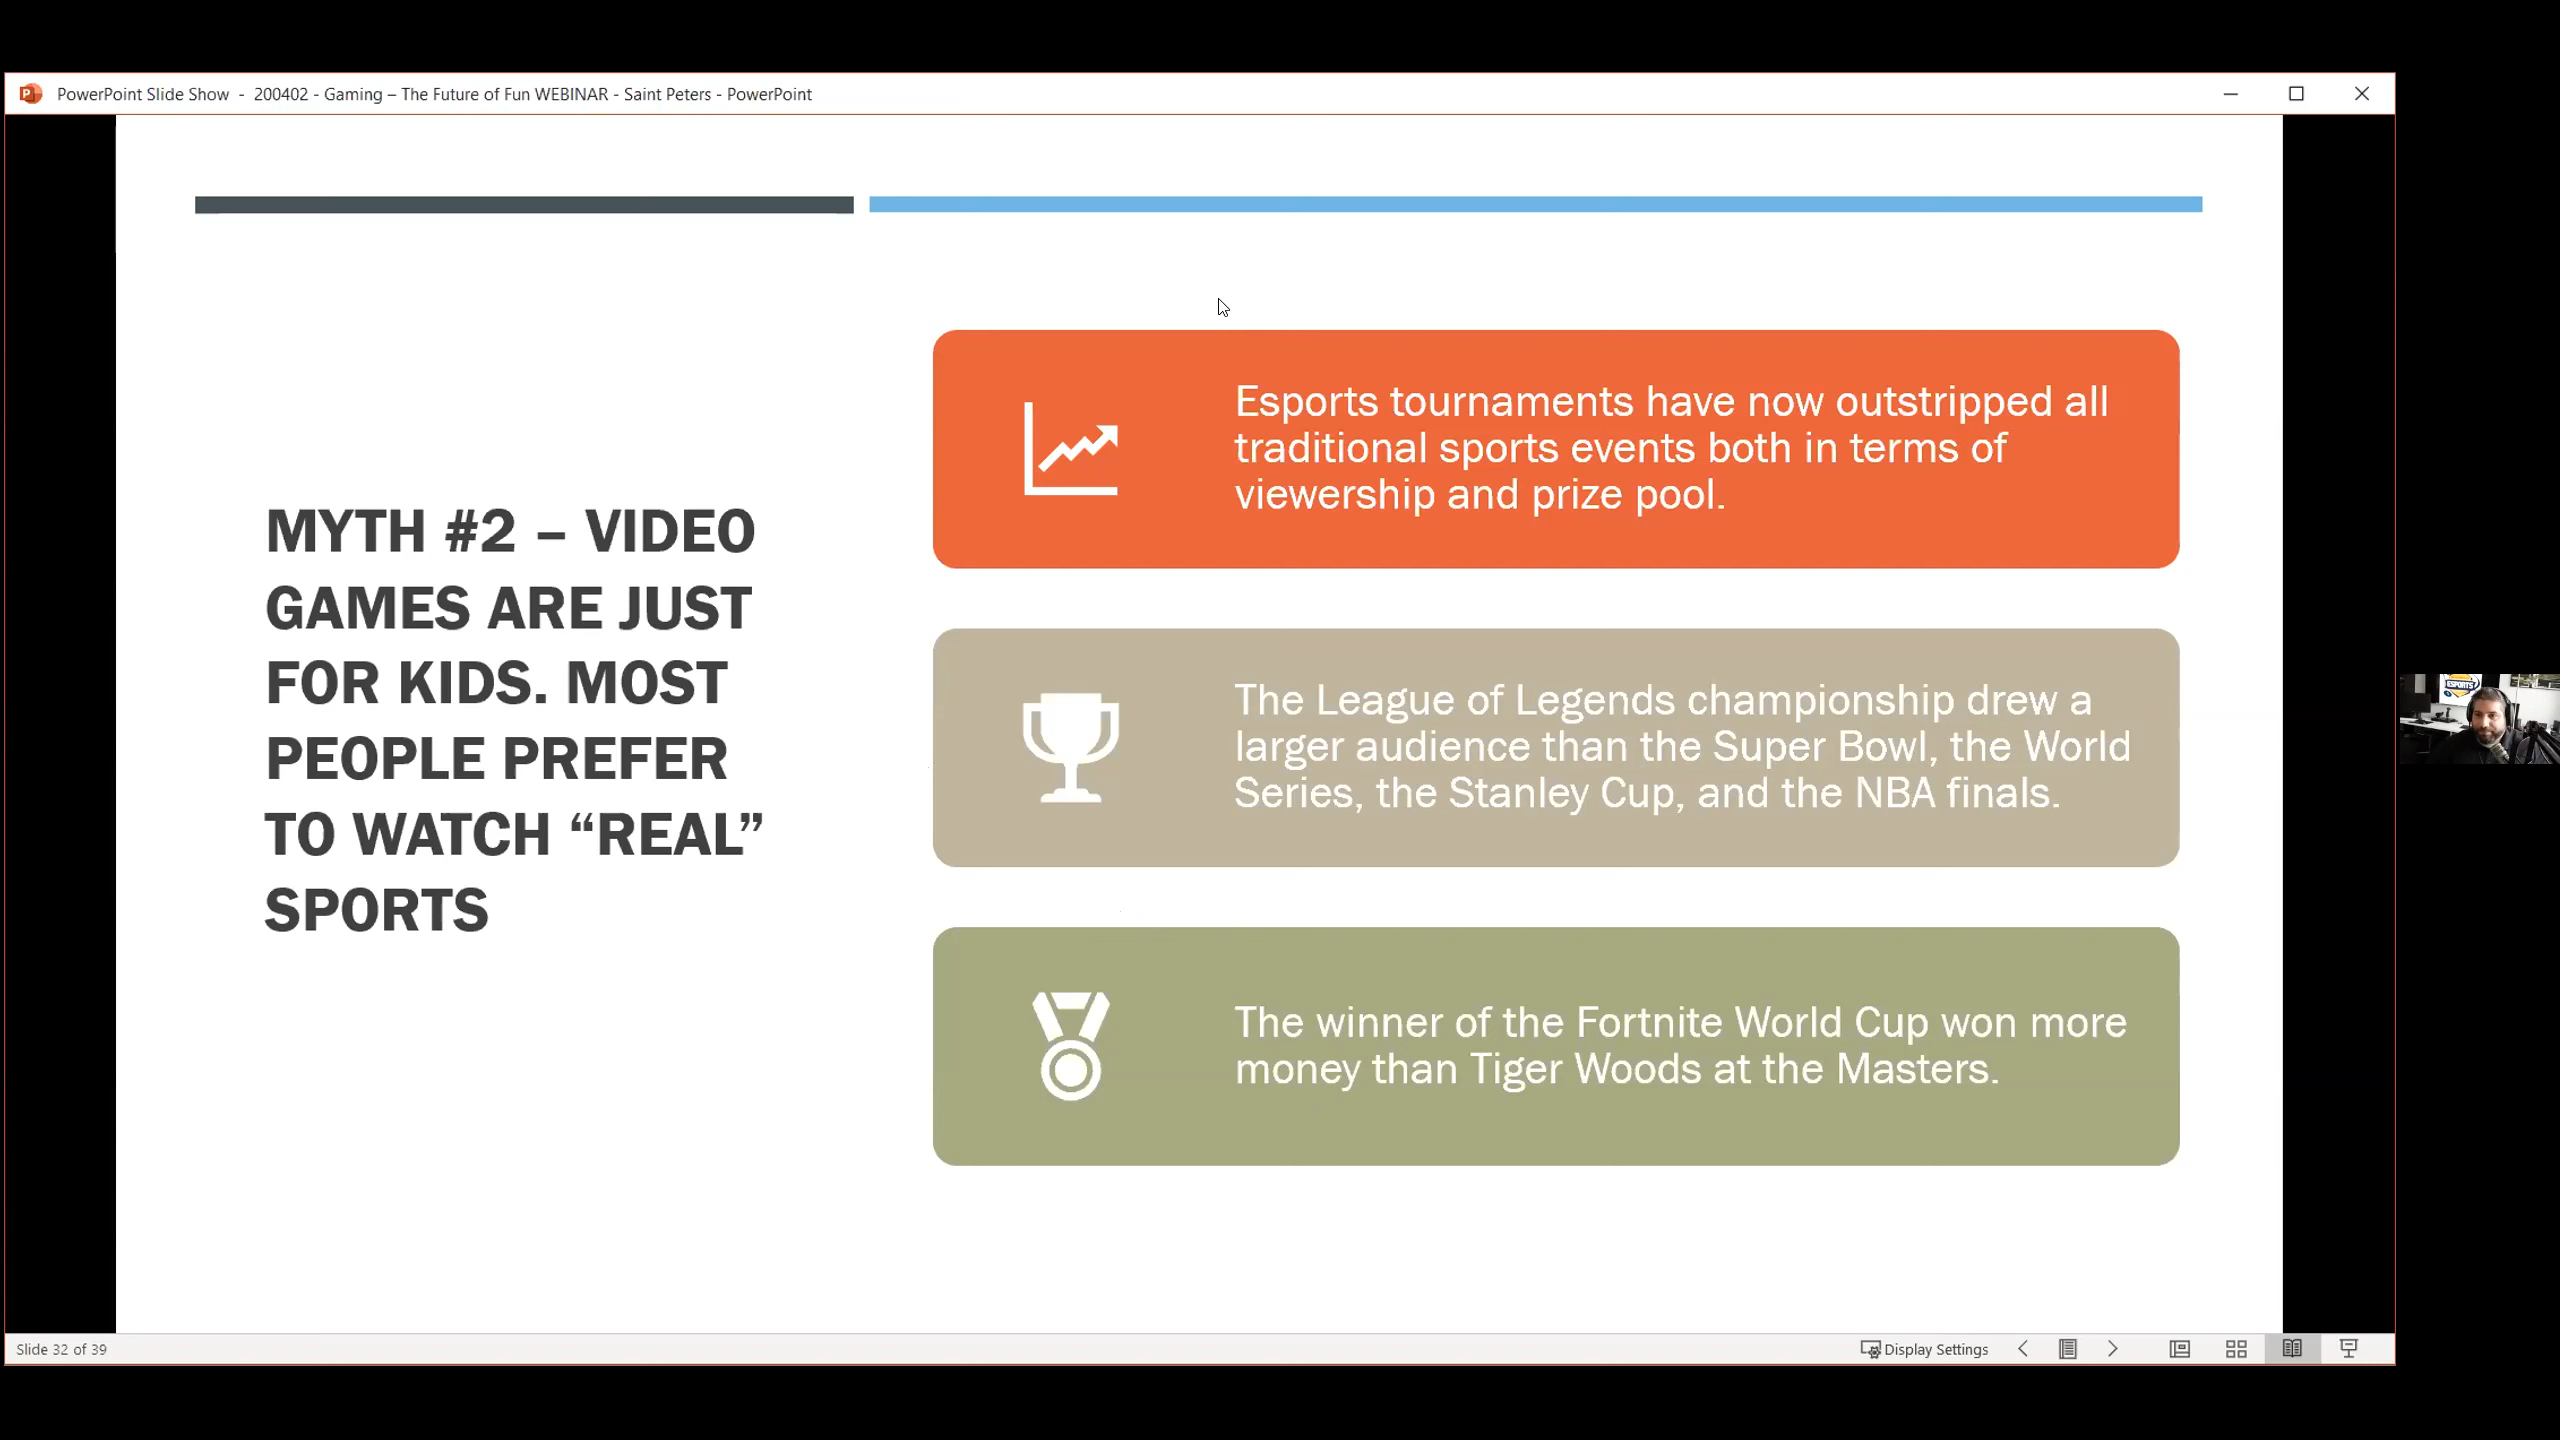 PowerPoint Slide Show - 200402 - Gaming – The Future of Fun WEBINAR - Saint Peters - PowerPoint
MYTH #2 – VIDEO
GAMES ARE JUST
FOR KIDS. MOST
PEOPLE PREFER
TO WATCH “REAL”
SPORTS
Esports tournaments have now outstripped all
traditional sports events both in terms of
viewership and prize pool.
The League of Legends championship drew a
larger audience than the Super Bowl, the World
Series, the Stanley Cup, and the NBA finals.
The winner of the Fortnite World Cup won more
money than Tiger Woods at the Masters.
ESPORTS
Slide 32 of 39
Display Settings